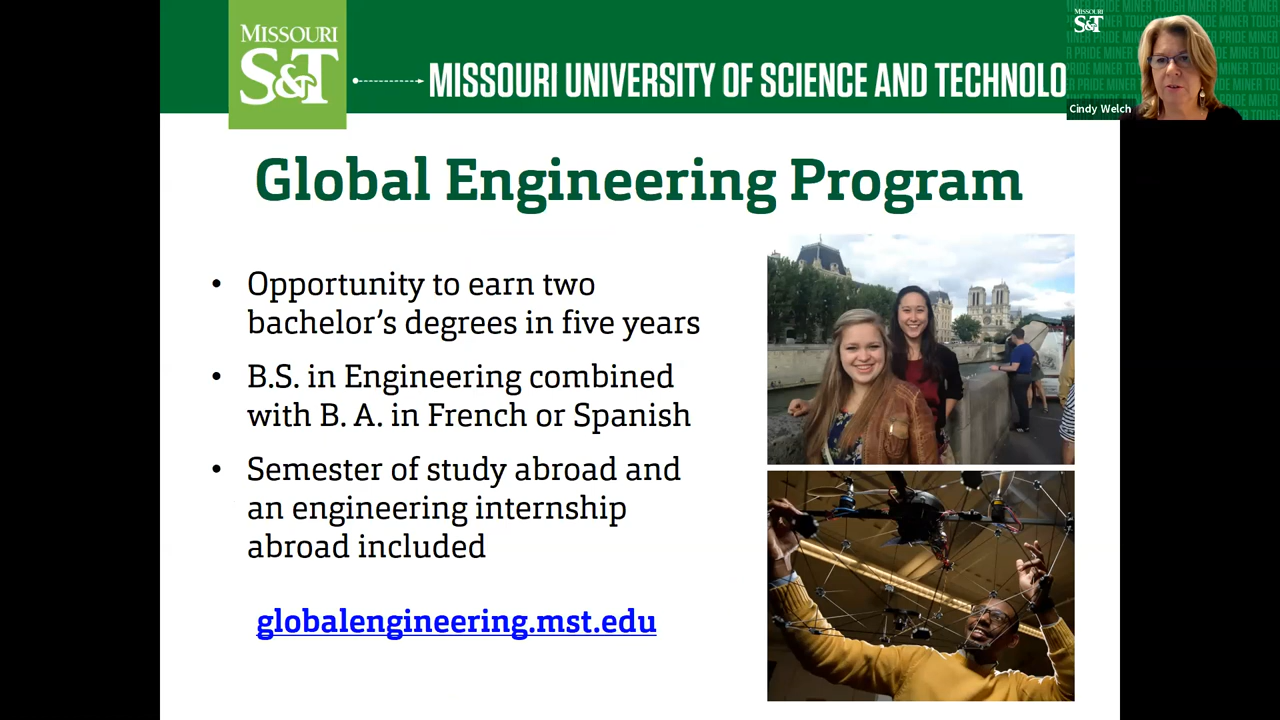 MISSOURI
S&T
MISSOURI UNIVERSITY OF SCIENCE AND TECHNOLO
MISSOURI
S&T
Cindy Welch
Global Engineering Program
• Opportunity to earn two
bachelor's degrees in five years
• B.S. in Engineering combined
with B. A. in French or Spanish
• Semester of study abroad and
an engineering internship
abroad included
globalengineering.mst.edu